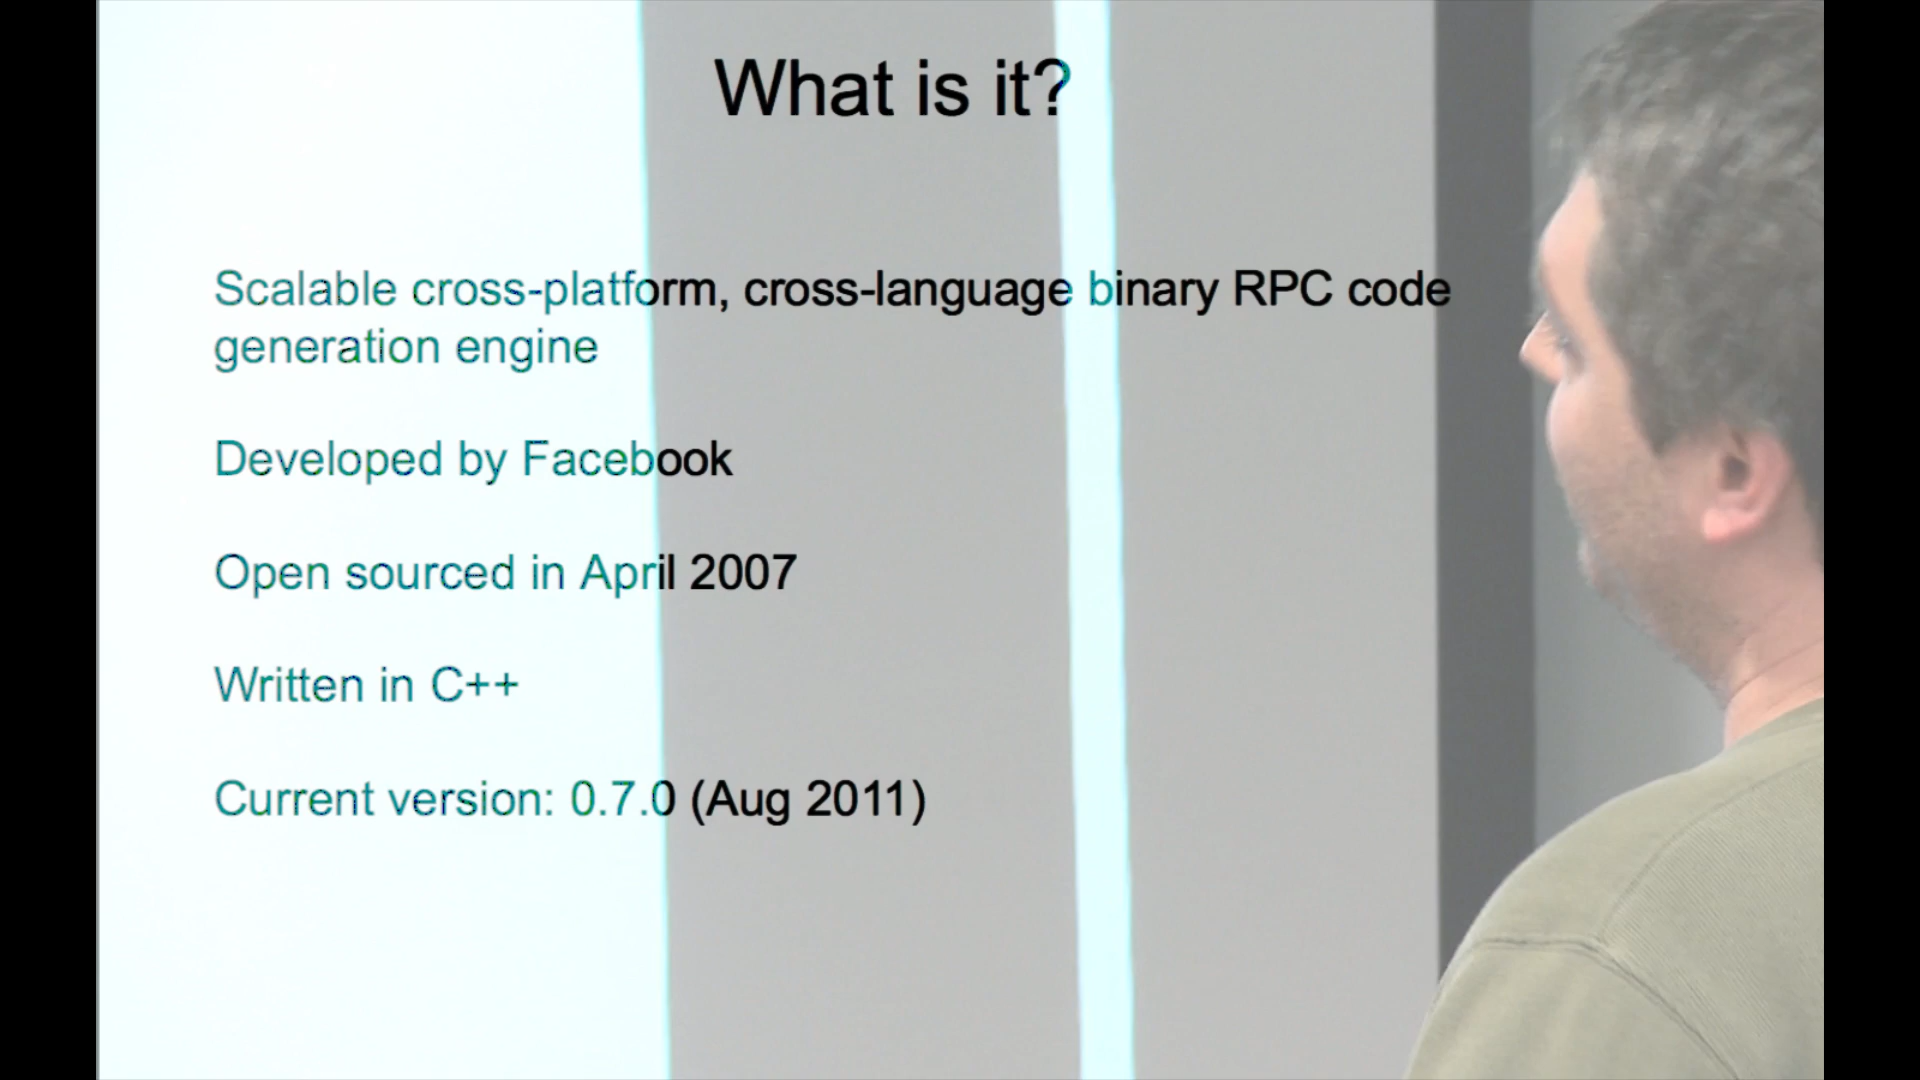 What is it?
Scalable cross-platform, cross-language binary RPC code
generation engine
Developed by Facebook
Open sourced in April 2007
Written in C++
Current version: 0.7.0 (Aug 2011)